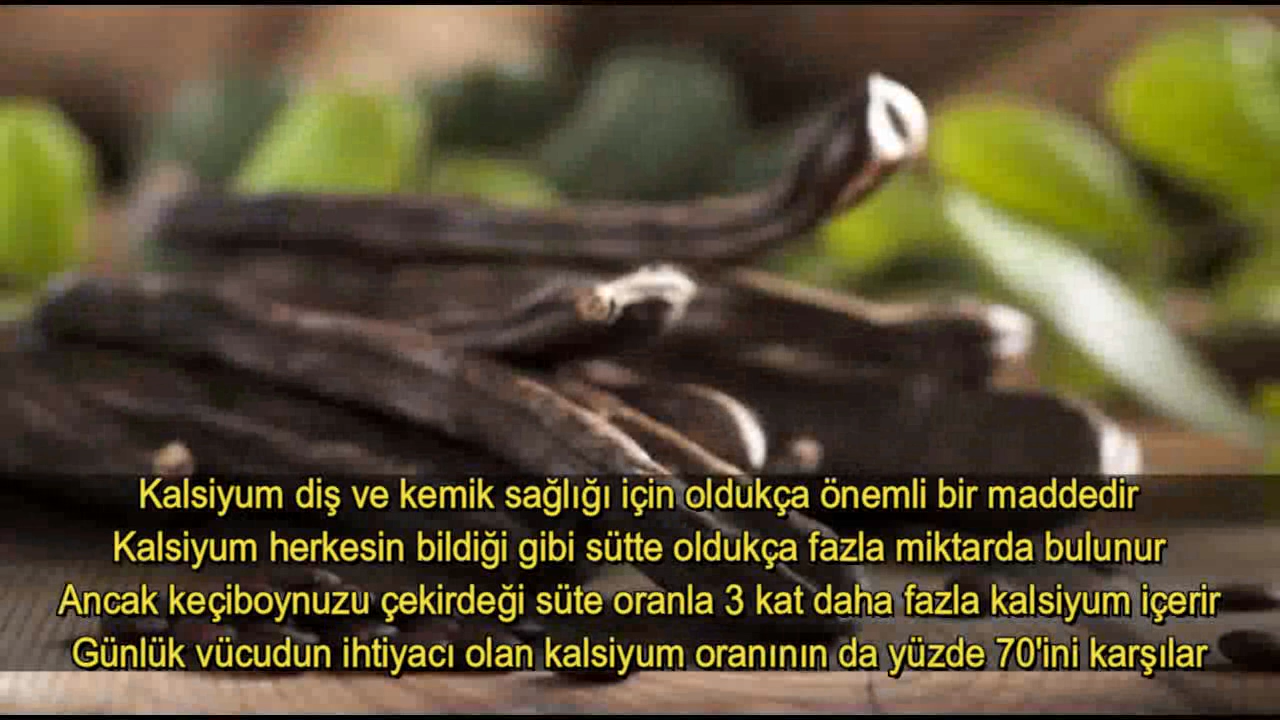 Kalsiyum diş ve kemik sağlığı için oldukça önemli bir maddedir
Kalsiyum herkesin bildiği gibi sütte oldukça fazla miktarda bulunur
Ancak keçiboynuzu çekirdeği süte oranla 3 kat daha fazla kalsiyum içerir
Günlük vücudun ihtiyacı olan kalsiyum oranının da yüzde 70'ini karşılar